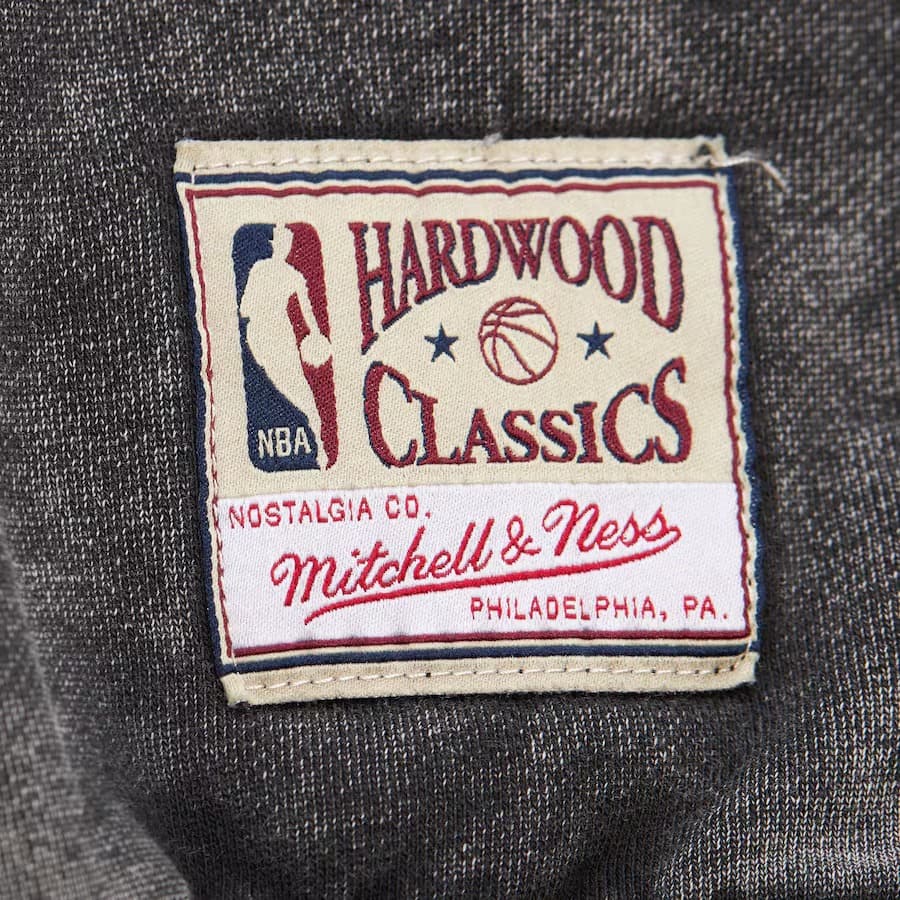 HARDWOOD
CLASSICS
NBA
NOSTALGIA CO.
Mitchell & Ness
PHILADELPHIA, PA.